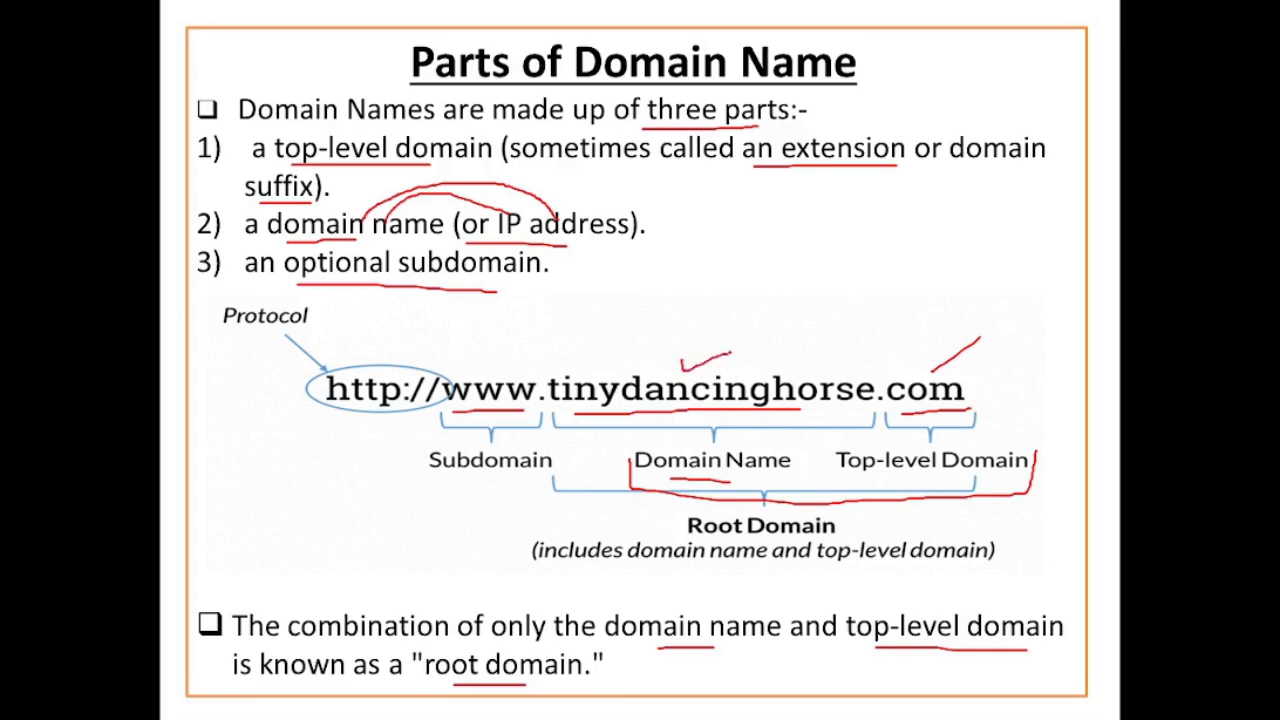 Parts of Domain Name
❑ Domain Names are made up of three parts:-
1) a top-level domain (sometimes called an extension or domain
suffix).
2) a domain name (or IP address).
3) an optional subdomain.
Protocol
http://www.tinydancinghorse.com
Subdomain Domain Name Top-level Domain
Root Domain
(includes domain name and top-level domain)
❑ The combination of only the domain name and top-level domain
is known as a "root domain."